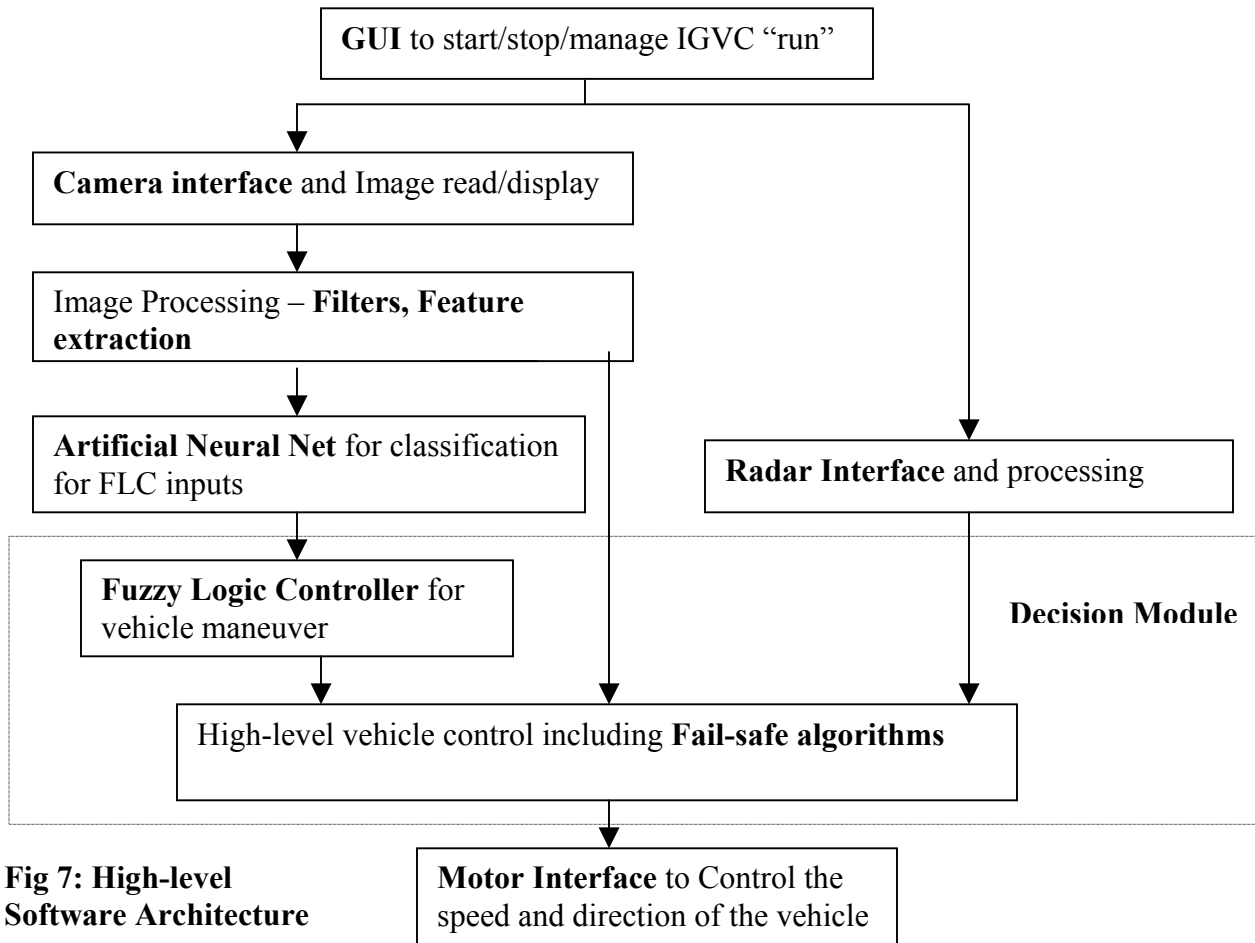 GUI to start/stop/manage IGVC “run”
Camera interface and Image read/display
Image Processing – Filters, Feature
extraction
Artificial Neural Net for classification
for FLC inputs
Radar Interface and processing
Fuzzy Logic Controller for
vehicle maneuver
Decision Module
High-level vehicle control including Fail-safe algorithms
Fig 7: High-level
Software Architecture
Motor Interface to Control the
speed and direction of the vehicle